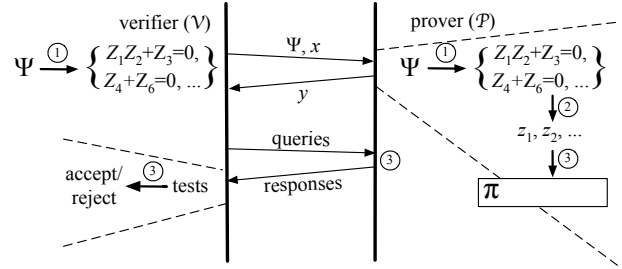 verifier (𝒱)
Ψ ① { Z₁Z₂+Z₃=0,
Z₄+Z₆=0, ... }
Ψ, x
y
queries
responses
③
③
accept/
reject
tests
prover (𝒫)
Ψ ① { Z₁Z₂+Z₃=0,
Z₄+Z₆=0, ... }
②
z₁, z₂, ...
③
π